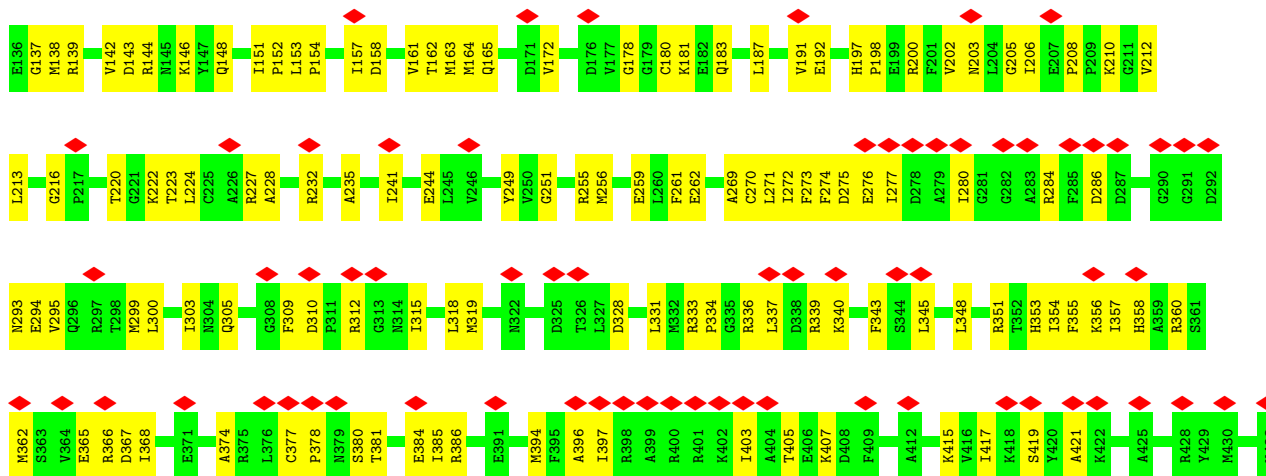 E136 G137 M138 R139 V142 D143 R144 N145 K146 Y147 Q148 I151 P152 L153 P154 I157 D158 V161 T162 M163 M164 Q165 D171 V172 D176 V177 G178 G179 C180 K181 E182 Q183 L187 V191 E192 H197 P198 E199 R200 F201 V202 N203 L204 G205 I206 E207 P208 P209 K210 G211 V212
L213 G216 P217 T220 G221 K222 T223 L224 C225 A226 R227 A228 R232 A235 I241 E244 L245 V246 Y249 V250 G251 R255 M256 E259 L260 F261 E262 A269 C270 L271 I272 F273 F274 D275 E276 I277 D278 A279 I280 G281 G282 A283 R284 F285 D286 D287 G290 G291 D292
N293 E294 V295 Q296 R297 T298 M299 L300 I303 N304 Q305 G308 F309 D310 P311 R312 G313 N314 I315 L318 M319 N322 D325 T326 L327 D328 L331 M332 R333 P334 G335 R336 L337 D338 R339 K340 F343 S344 L345 L348 R351 T352 H353 I354 F355 K356 I357 H358 A359 R360 S361
M362 S363 V364 E365 R366 D367 I368 E371 A374 R375 L376 C377 P378 N379 S380 T381 E384 I385 R386 E391 M394 F395 A396 I397 R398 A399 R400 R401 K402 I403 A404 T405 E406 K407 D408 F409 A412 K415 V416 I417 K418 S419 Y420 A421 K422 A425 R428 Y429 M430